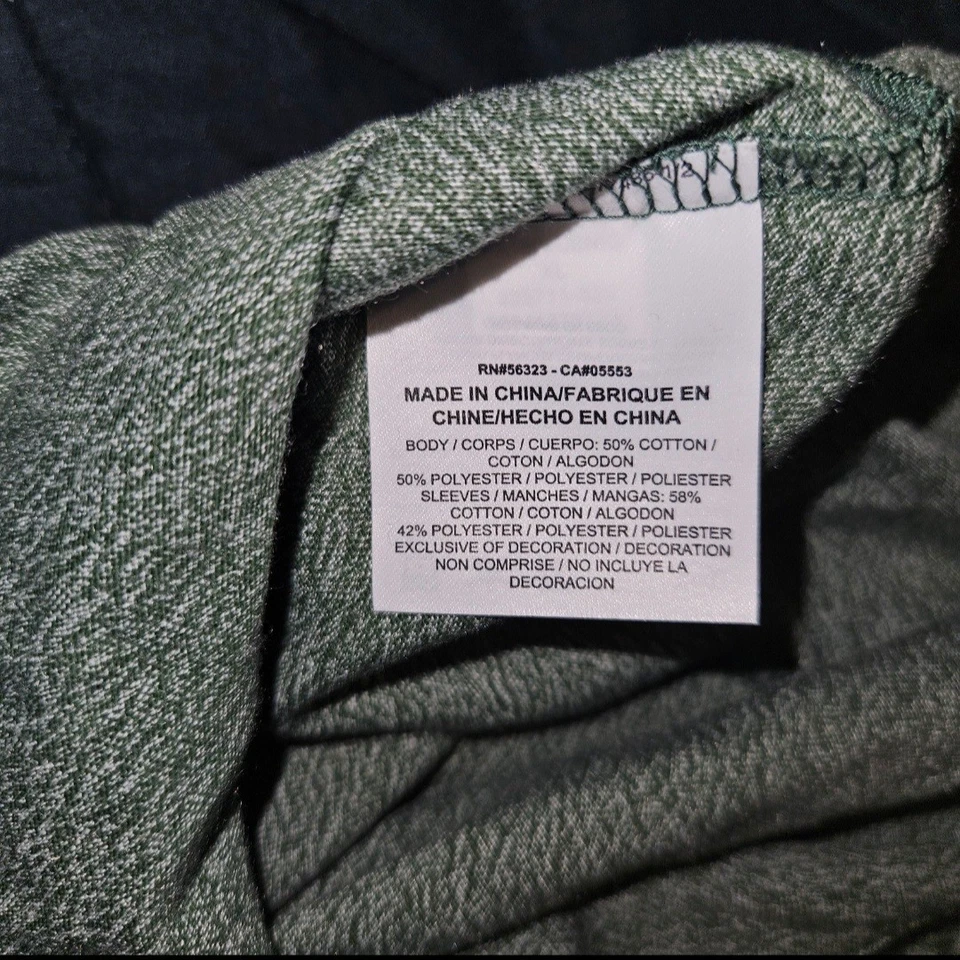 RN#56323 - CA#05553
MADE IN CHINA/FABRIQUE EN
CHINE/HECHO EN CHINA
BODY / CORPS / CUERPO: 50% COTTON /
COTON / ALGODON
50% POLYESTER / POLYESTER / POLIESTER
SLEEVES / MANCHES / MANGAS: 58%
COTTON / COTON / ALGODON
42% POLYESTER / POLYESTER / POLIESTER
EXCLUSIVE OF DECORATION / DECORATION
NON COMPRISE / NO INCLUYE LA
DECORACION